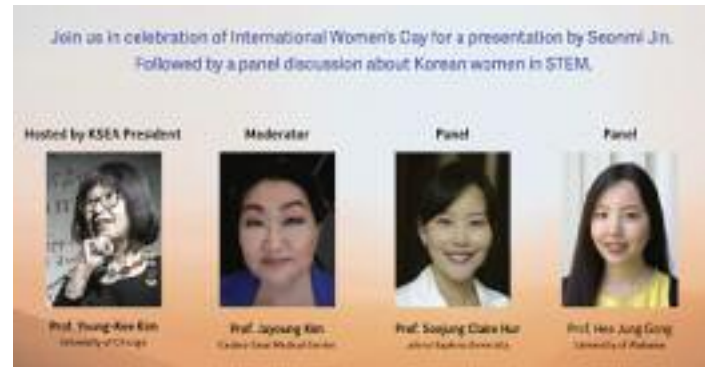 Join us in celebration of International Women's Day for a presentation by Seonmi Jin.
Followed by a panel discussion about Korean women in STEM.
Hosted by KSEA President
Moderator
Panel
Panel
Prof. Young-Kee Kim
University of Chicago
Prof. Jayoung Kim
Cedars-Sinai Medical Center
Prof. Soojung Claire Hur
Johns Hopkins University
Prof. Hee Jung Gong
University of Alabama